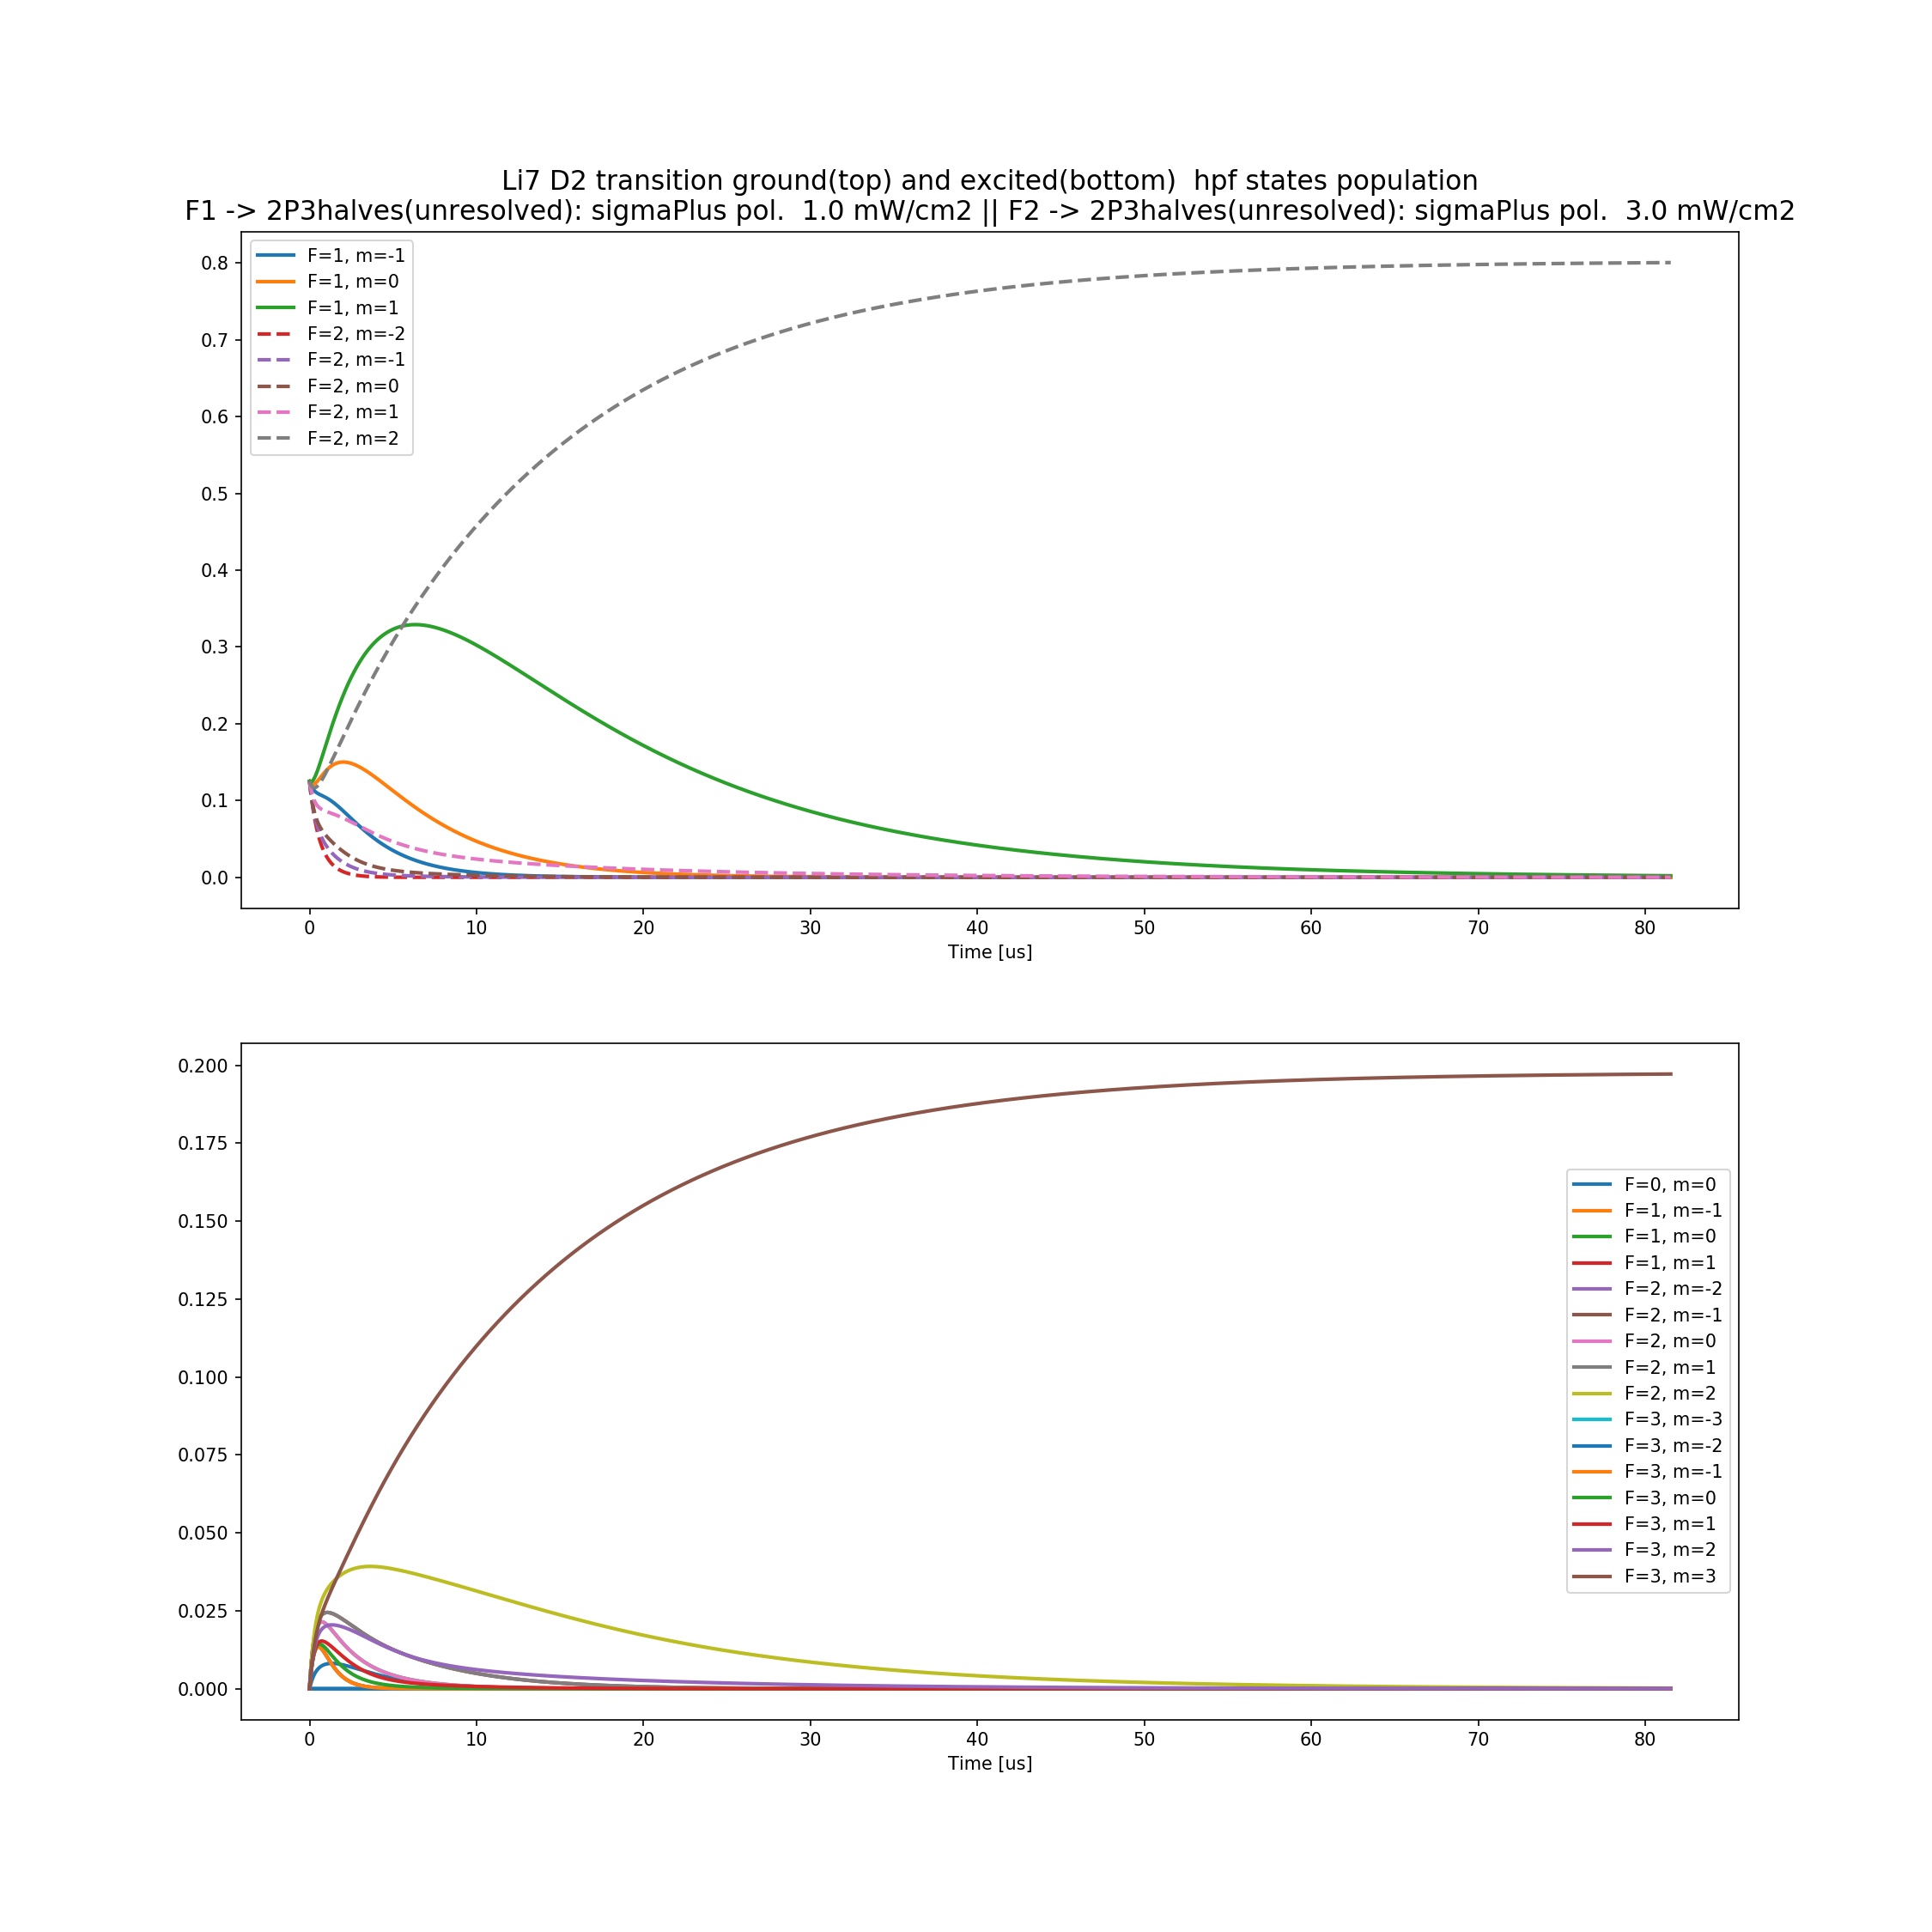 Li7 D2 transition ground(top) and excited(bottom)  hpf states population
F1 -> 2P3halves(unresolved): sigmaPlus pol.  1.0 mW/cm2 || F2 -> 2P3halves(unresolved): sigmaPlus pol.  3.0 mW/cm2
F=1, m=-1
F=1, m=0
F=1, m=1
F=2, m=-2
F=2, m=-1
F=2, m=0
F=2, m=1
F=2, m=2
0.8
0.7
0.6
0.5
0.4
0.3
0.2
0.1
0.0
0 10 20 30 40 50 60 70 80
Time [us]
0.200
0.175
0.150
0.125
0.100
0.075
0.050
0.025
0.000
F=0, m=0
F=1, m=-1
F=1, m=0
F=1, m=1
F=2, m=-2
F=2, m=-1
F=2, m=0
F=2, m=1
F=2, m=2
F=3, m=-3
F=3, m=-2
F=3, m=-1
F=3, m=0
F=3, m=1
F=3, m=2
F=3, m=3
0 10 20 30 40 50 60 70 80
Time [us]